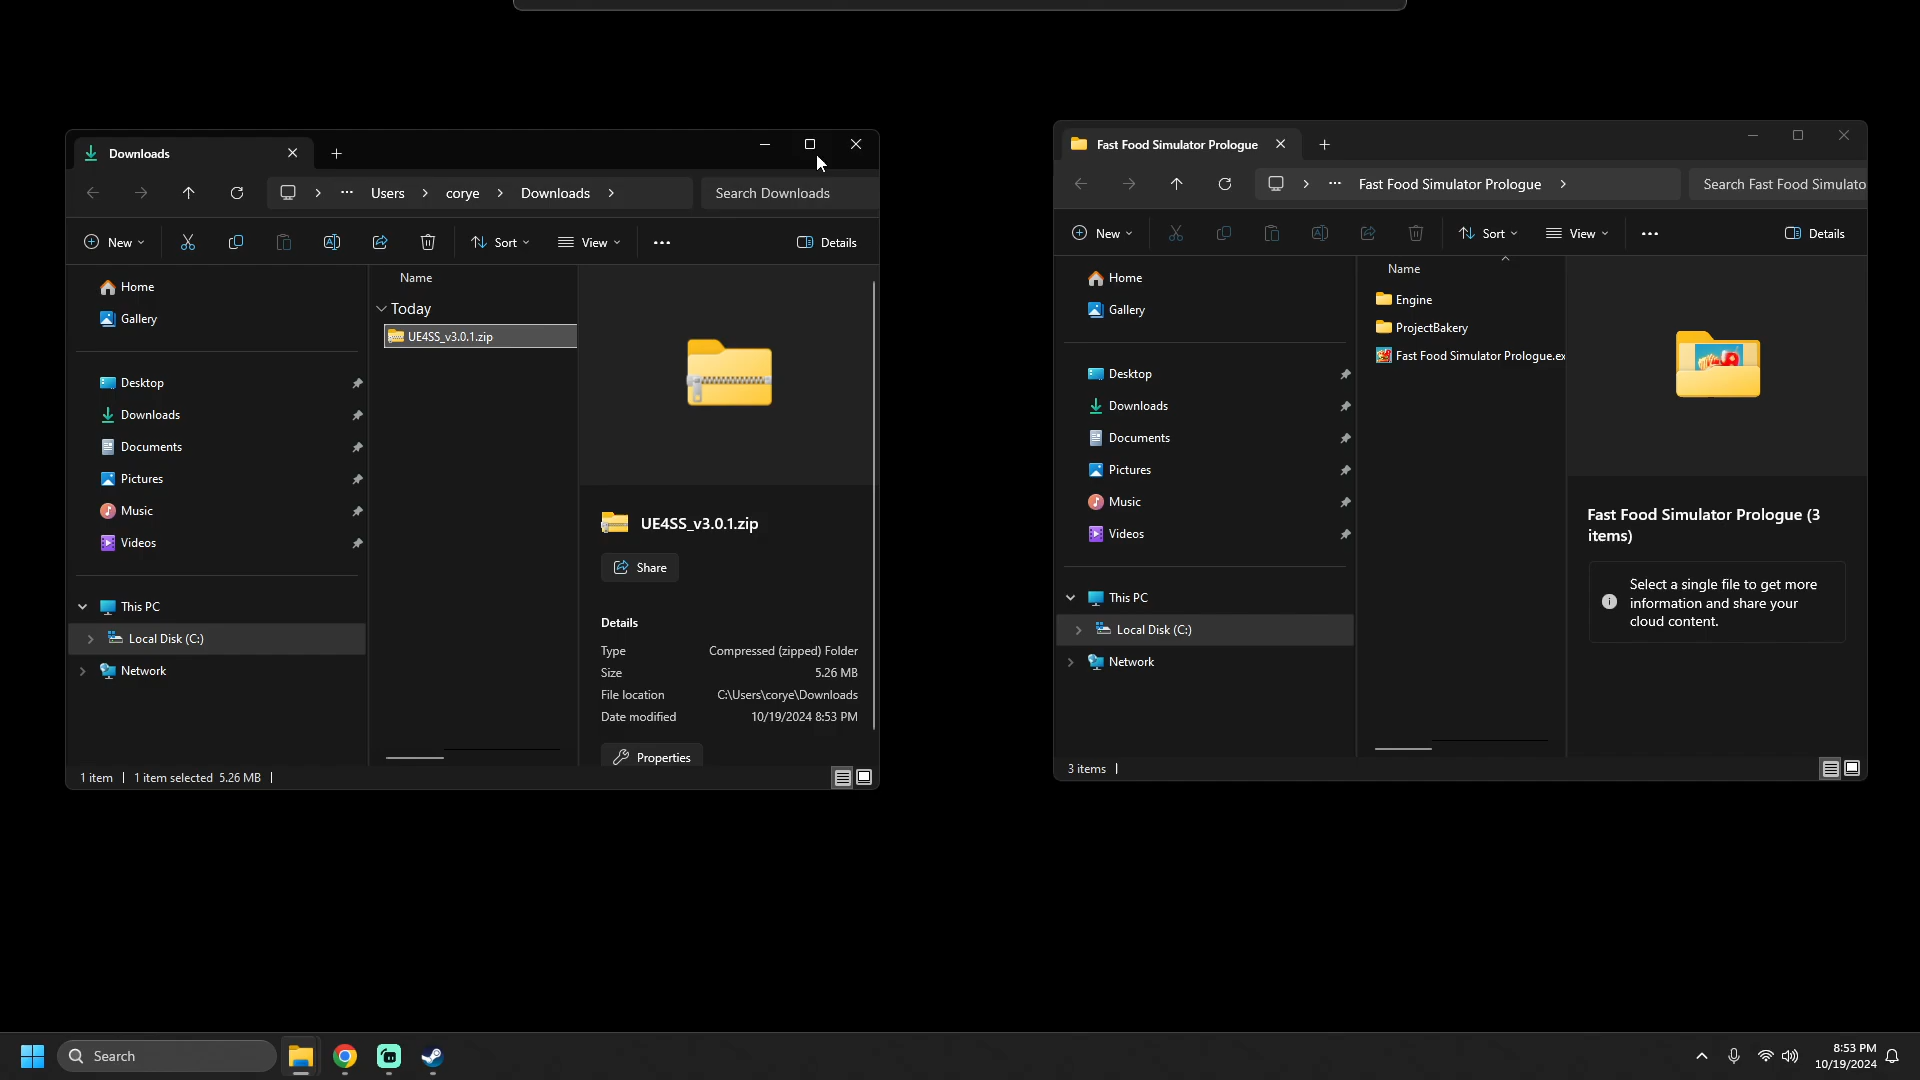 Downloads
Users
corye
Downloads
Search Downloads
New
Sort
View
Details
Home
Gallery
Desktop
Downloads
Documents
Pictures
Music
Videos
This PC
Local Disk (C:)
Network
Name
Today
UE4SS_v3.0.1.zip
UE4SS_v3.0.1.zip
Share
Details
Type Compressed (zipped) Folder
Size 5.26 MB
File location C:\Users\corye\Downloads
Date modified 10/19/2024 8:53 PM
Properties
1 item 1 item selected 5.26 MB
Fast Food Simulator Prologue
Fast Food Simulator Prologue
Search Fast Food Simulato
New
Sort
View
Details
Home
Gallery
Desktop
Downloads
Documents
Pictures
Music
Videos
This PC
Local Disk (C:)
Network
Name
Engine
ProjectBakery
Fast Food Simulator Prologue.ex
Fast Food Simulator Prologue (3
items)
Select a single file to get more
information and share your
cloud content.
3 items
Search
8:53 PM
10/19/2024